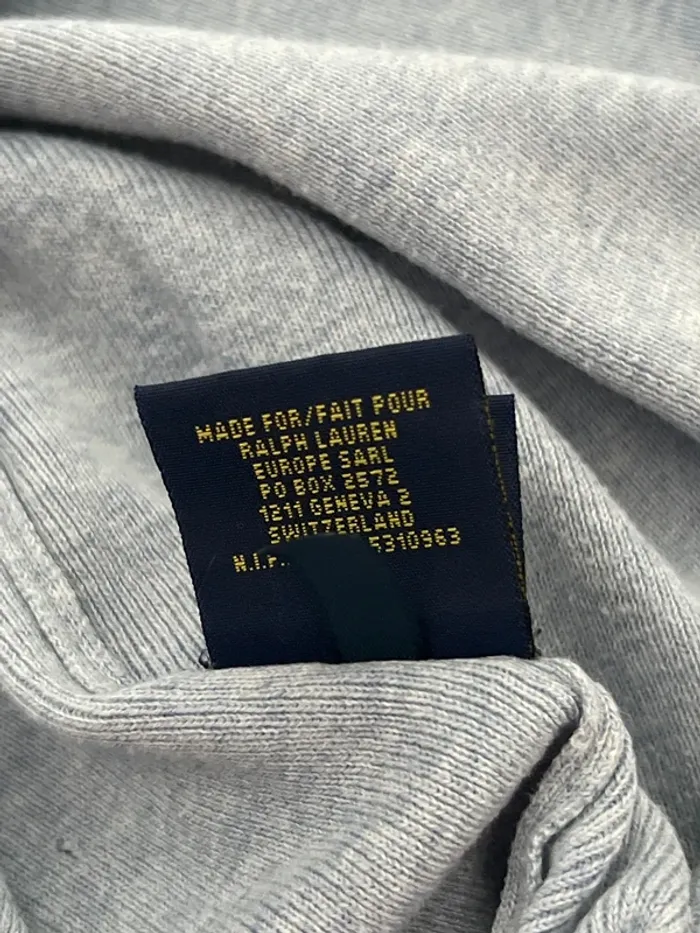 MADE FOR/FAIT POUR
RALPH LAUREN
EUROPE SARL
PO BOX 2572
1211 GENEVA 2
SWITZERLAND
5310963